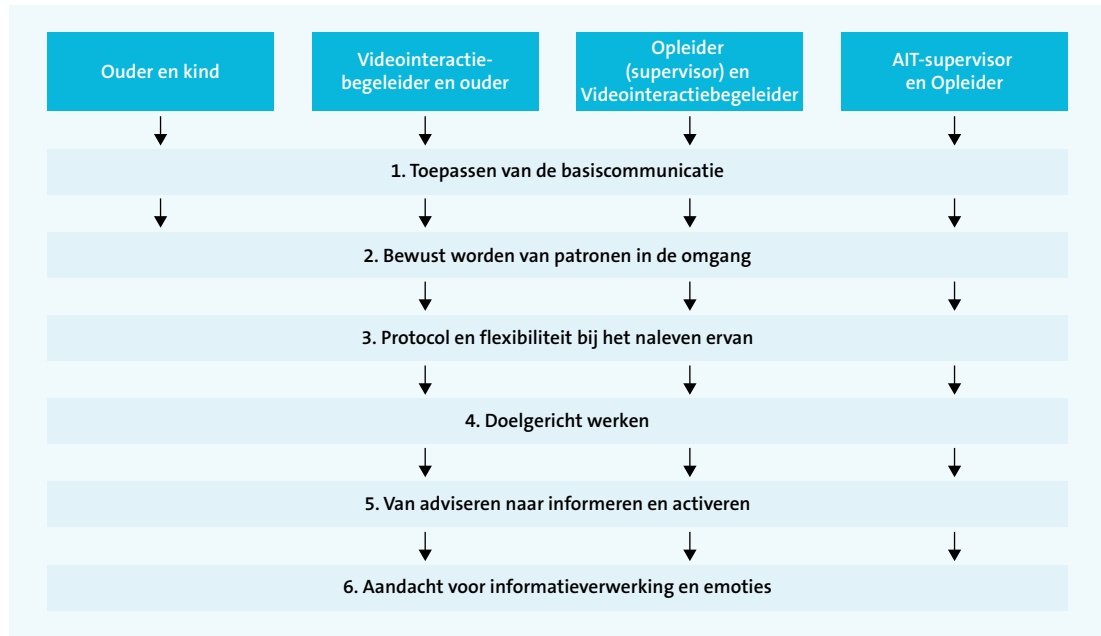 Ouder en kind
Videointeractie-
begeleider en ouder
Opleider
(supervisor) en
Videointeractiebegeleider
AIT-supervisor
en Opleider
1. Toepassen van de basiscommunicatie
2. Bewust worden van patronen in de omgang
3. Protocol en flexibiliteit bij het naleven ervan
4. Doelgericht werken
5. Van adviseren naar informeren en activeren
6. Aandacht voor informatieverwerking en emoties